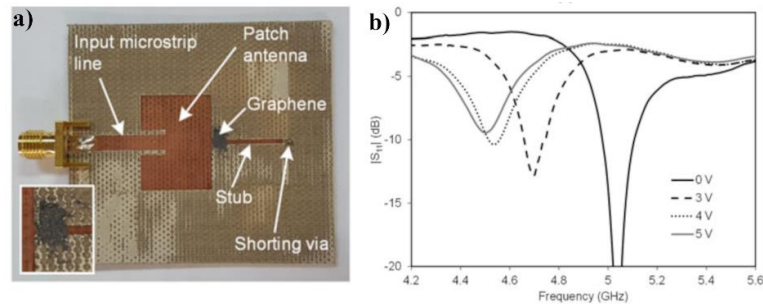 a)
Input microstrip
line
Patch
antenna
Graphene
Stub
Shorting via
b)
0
-5
-10
-15
-20
|S11| (dB)
4.2 4.4 4.6 4.8 5 5.2 5.4 5.6
Frequency (GHz)
0 V
3 V
4 V
5 V